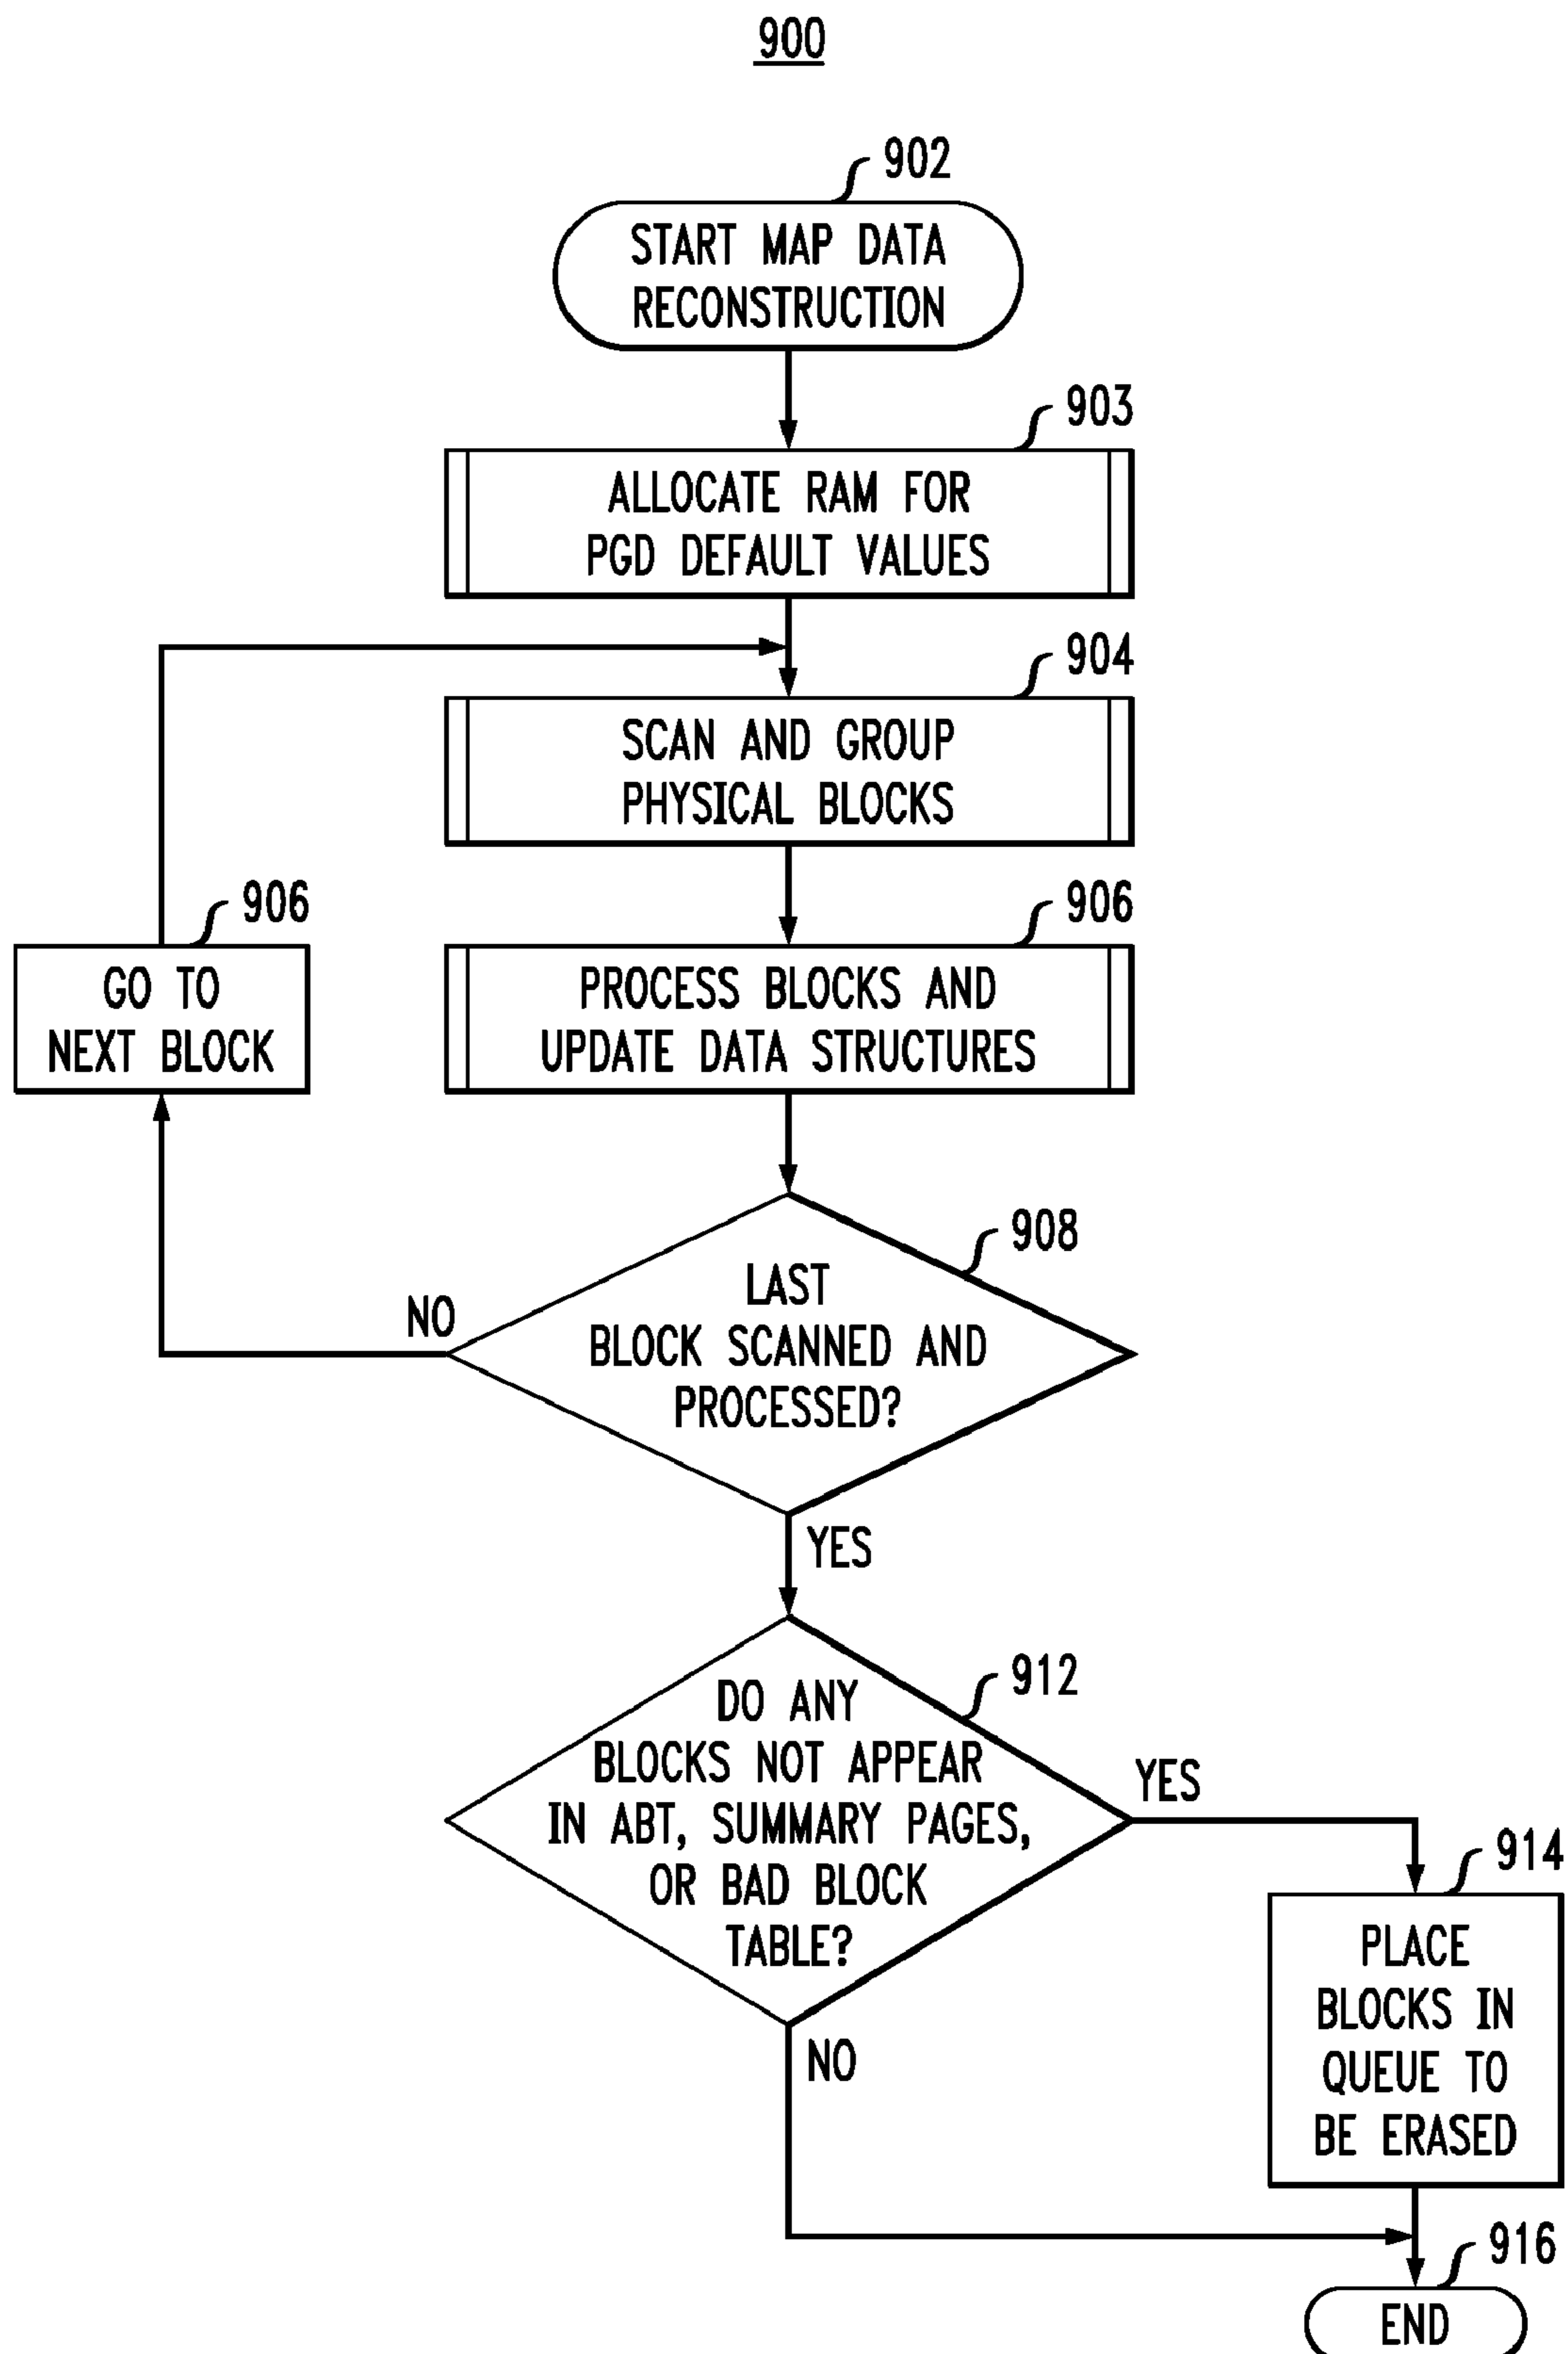 900
902
START MAP DATA
RECONSTRUCTION
903
ALLOCATE RAM FOR
PGD DEFAULT VALUES
904
SCAN AND GROUP
PHYSICAL BLOCKS
906
GO TO
NEXT BLOCK
906
PROCESS BLOCKS AND
UPDATE DATA STRUCTURES
908
LAST
BLOCK SCANNED AND
PROCESSED?
NO
YES
912
DO ANY
BLOCKS NOT APPEAR
IN ABT, SUMMARY PAGES,
OR BAD BLOCK
TABLE?
YES
NO
914
PLACE
BLOCKS IN
QUEUE TO
BE ERASED
916
END